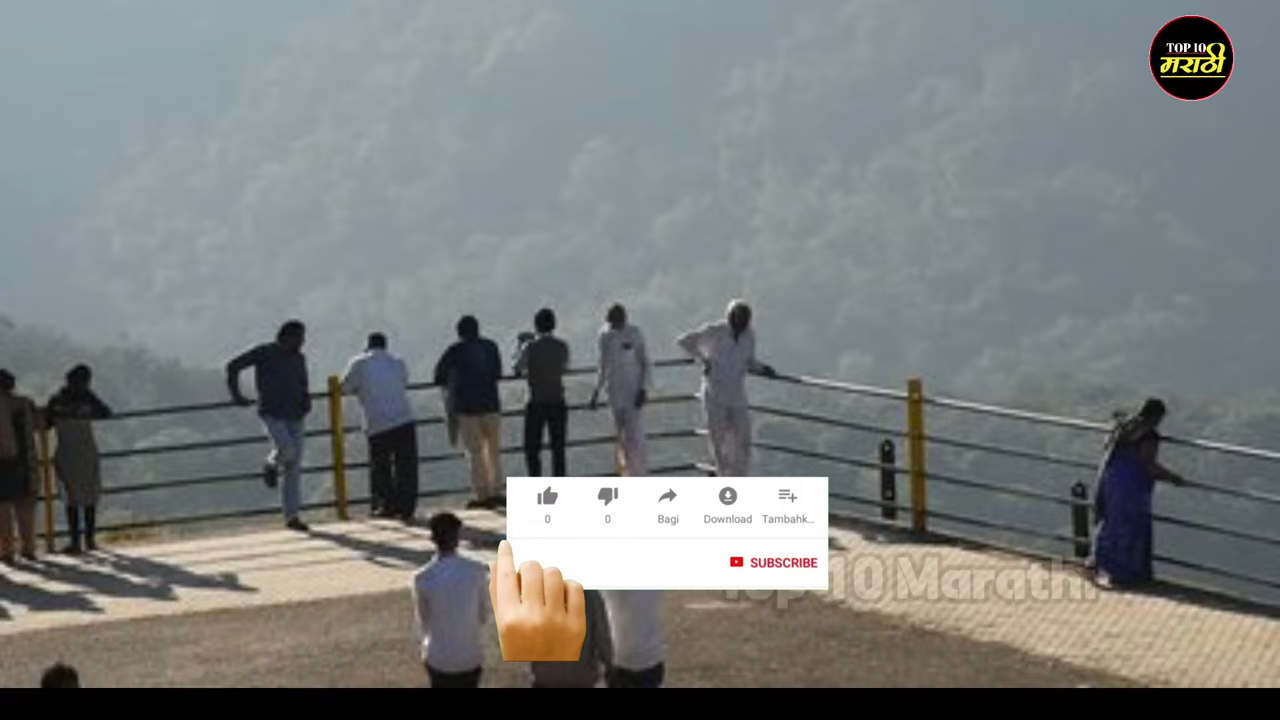 TOP 10
मराठी
0
0
Bagi
Download
Tambahk...
SUBSCRIBE
Top 10 Marathi